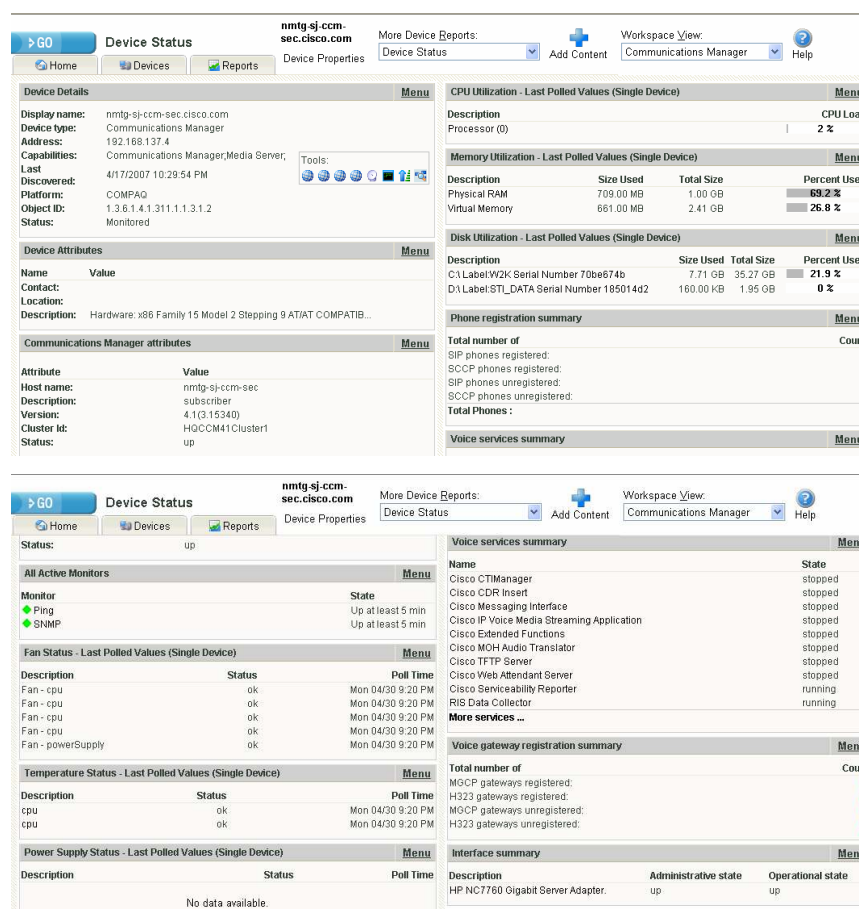 GO
Device Status
nmtg-sj-ccm-
sec.cisco.com
Device Properties
More Device Reports:
Device Status
Add Content
Workspace View:
Communications Manager
Help
Home
Devices
Reports
Device Details Menu
Display name: nmtg-sj-ccm-sec.cisco.com
Device type: Communications Manager
Address: 192.168.137.4
Capabilities: Communications Manager;Media Server;
Last
Discovered: 4/17/2007 10:29:54 PM
Tools:
Platform: COMPAQ
Object ID: 1.3.6.1.4.1.311.1.1.3.1.2
Status: Monitored
Device Attributes Menu
Name Value
Contact:
Location:
Description: Hardware: x86 Family 15 Model 2 Stepping 9 AT/AT COMPATIB...
Communications Manager attributes Menu
Attribute Value
Host name: nmtg-sj-ccm-sec
Description: subscriber
Version: 4.1(3.15340)
Cluster Id: HQCCM41Cluster1
Status: up
CPU Utilization - Last Polled Values (Single Device) Menu
Description CPU Loa
Processor (0) 2 %
Memory Utilization - Last Polled Values (Single Device) Menu
Description Size Used Total Size Percent Use
Physical RAM 709.00 MB 1.00 GB 69.2 %
Virtual Memory 661.00 MB 2.41 GB 26.8 %
Disk Utilization - Last Polled Values (Single Device) Menu
Description Size Used Total Size Percent Use
C:\ Label:W2K Serial Number 70be674b 7.71 GB 35.27 GB 21.9 %
D:\ Label:STI_DATA Serial Number 185014d2 160.00 KB 1.95 GB 0 %
Phone registration summary Menu
Total number of Cou
SIP phones registered:
SCCP phones registered:
SIP phones unregistered:
SCCP phones unregistered:
Total Phones :
Voice services summary Menu
GO
Device Status
nmtg-sj-ccm-
sec.cisco.com
Device Properties
More Device Reports:
Device Status
Add Content
Workspace View:
Communications Manager
Help
Home
Devices
Reports
Status: up
All Active Monitors Menu
Monitor State
Ping Up at least 5 min
SNMP Up at least 5 min
Fan Status - Last Polled Values (Single Device) Menu
Description Status Poll Time
Fan - cpu ok Mon 04/30 9:20 PM
Fan - cpu ok Mon 04/30 9:20 PM
Fan - cpu ok Mon 04/30 9:20 PM
Fan - cpu ok Mon 04/30 9:20 PM
Fan - powerSupply ok Mon 04/30 9:20 PM
Temperature Status - Last Polled Values (Single Device) Menu
Description Status Poll Time
cpu ok Mon 04/30 9:20 PM
cpu ok Mon 04/30 9:20 PM
Power Supply Status - Last Polled Values (Single Device) Menu
Description Status Poll Time
No data available.
Voice services summary Men
Name State
Cisco CTIManager stopped
Cisco CDR Insert stopped
Cisco Messaging Interface stopped
Cisco IP Voice Media Streaming Application stopped
Cisco Extended Functions stopped
Cisco MOH Audio Translator stopped
Cisco TFTP Server stopped
Cisco Web Attendant Server stopped
Cisco Serviceability Reporter running
RIS Data Collector running
More services ...
Voice gateway registration summary Men
Total number of Cou
MGCP gateways registered:
H323 gateways registered:
MGCP gateways unregistered:
H323 gateways unregistered:
Interface summary Men
Description Administrative state Operational state
HP NC7760 Gigabit Server Adapter. up up